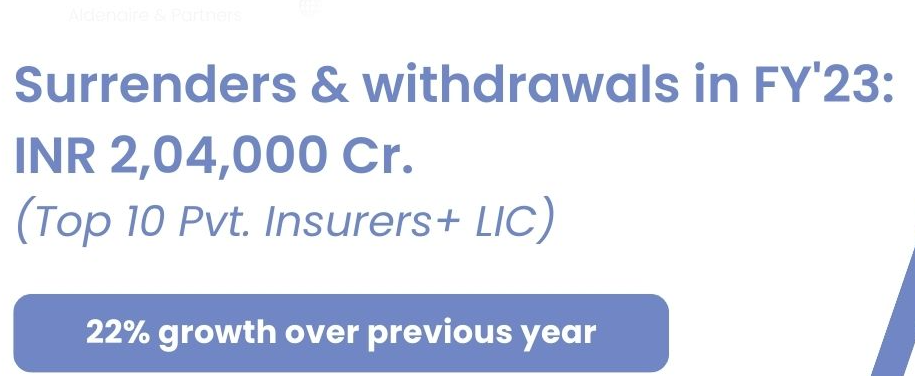 Aldenaire & Partners
Surrenders & withdrawals in FY'23:
INR 2,04,000 Cr.
(Top 10 Pvt. Insurers+ LIC)
22% growth over previous year